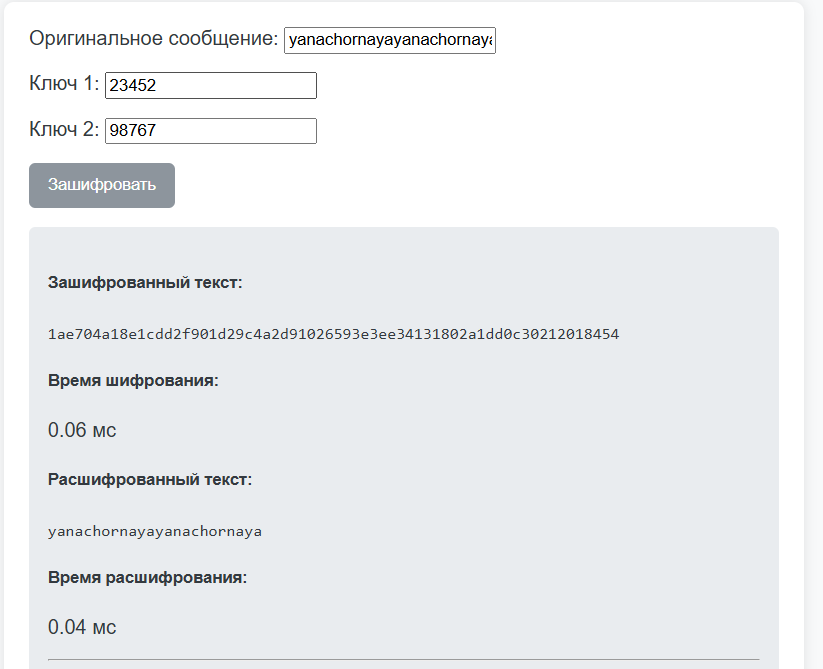 Оригинальное сообщение: yanachornayayanachornaya
Ключ 1: 23452
Ключ 2: 98767
Зашифровать
Зашифрованный текст:
1ae704a18e1cdd2f901d29c4a2d91026593e3ee34131802a1dd0c30212018454
Время шифрования:
0.06 мс
Расшифрованный текст:
yanachornayayanachornaya
Время расшифрования:
0.04 мс